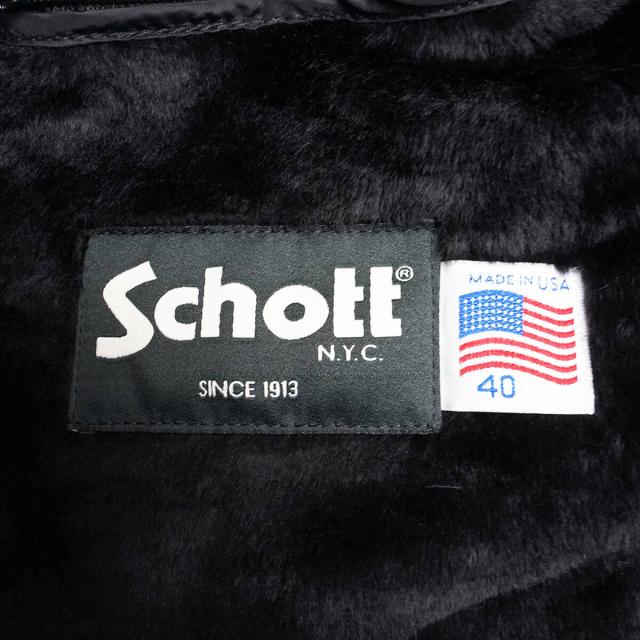 Schott®
N.Y.C.
SINCE 1913
MADE IN USA
40